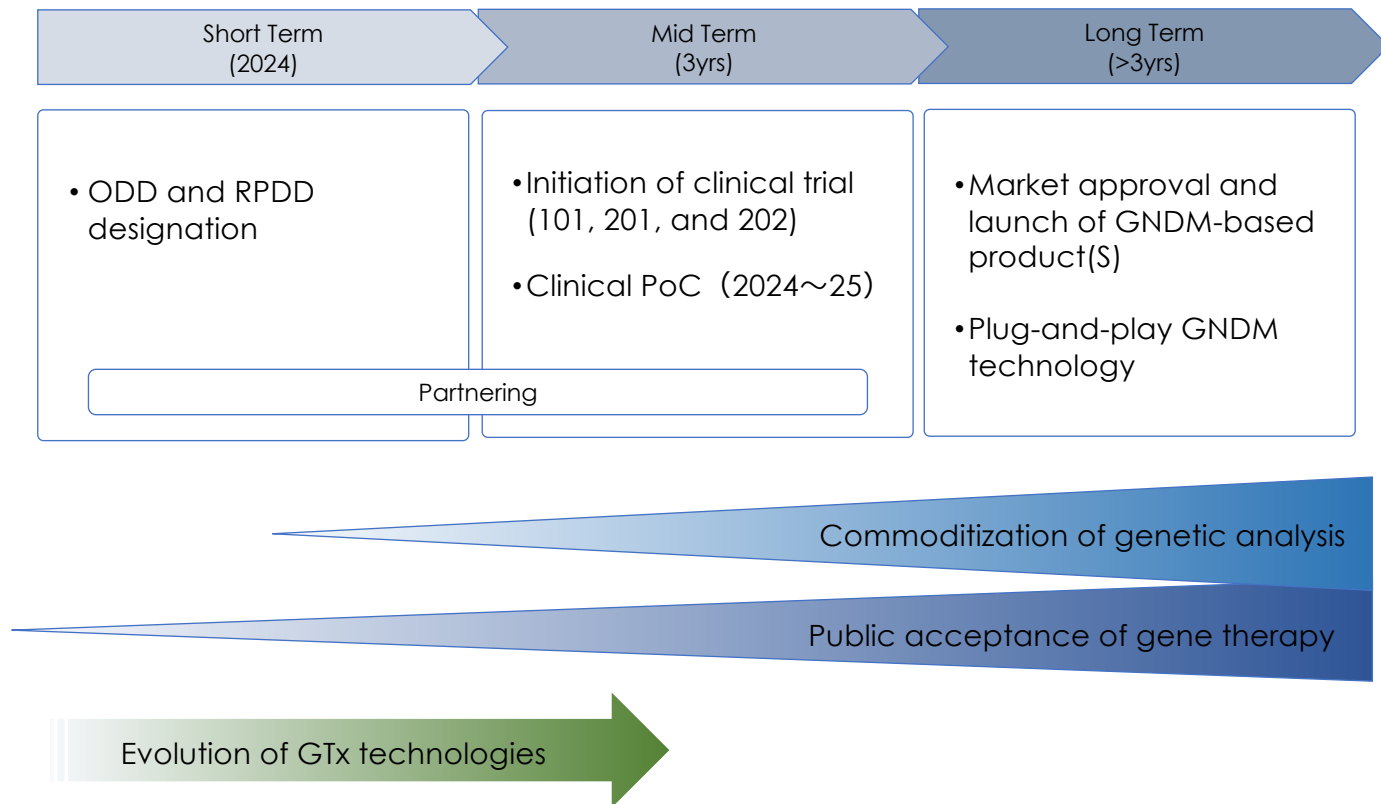 Short Term
(2024)
Mid Term
(3yrs)
Long Term
(>3yrs)
• ODD and RPDD
designation
•Initiation of clinical trial
(101, 201, and 202)
•Clinical PoC（2024～25）
•Market approval and
launch of GNDM-based
product(S)
•Plug-and-play GNDM
technology
Partnering
Commoditization of genetic analysis
Public acceptance of gene therapy
Evolution of GTx technologies